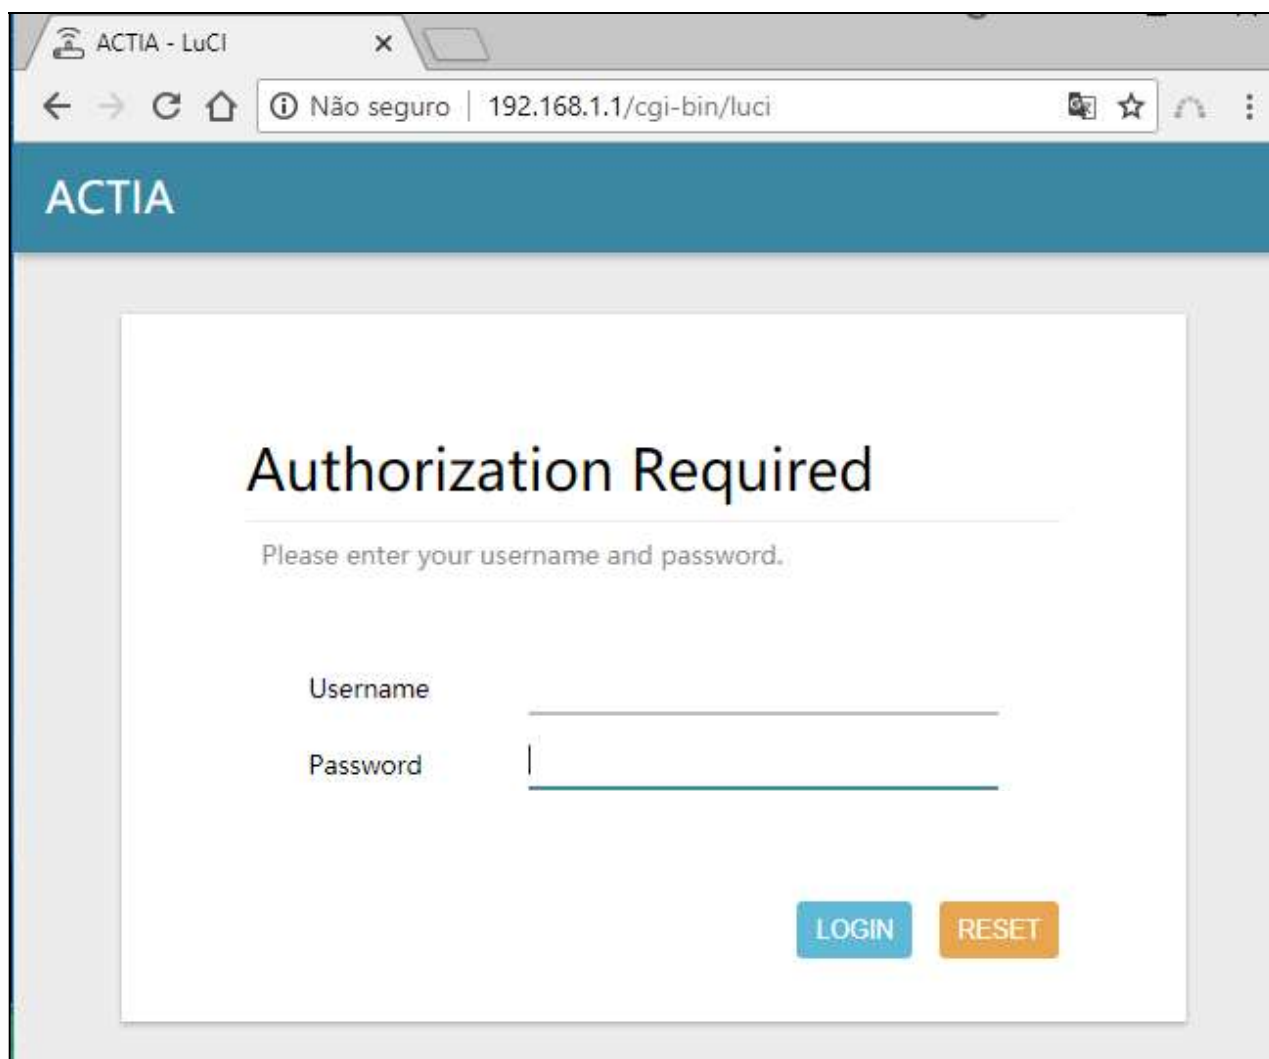 ACTIA - LuCI
Não seguro | 192.168.1.1/cgi-bin/luci
ACTIA
Authorization Required
Please enter your username and password.
Username
Password
LOGIN RESET